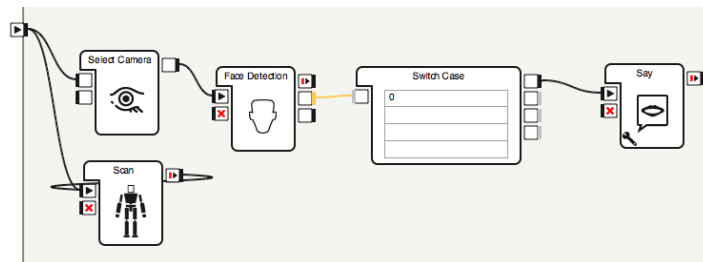 Select Camera
Face Detection
Switch Case
Say
0
Scan